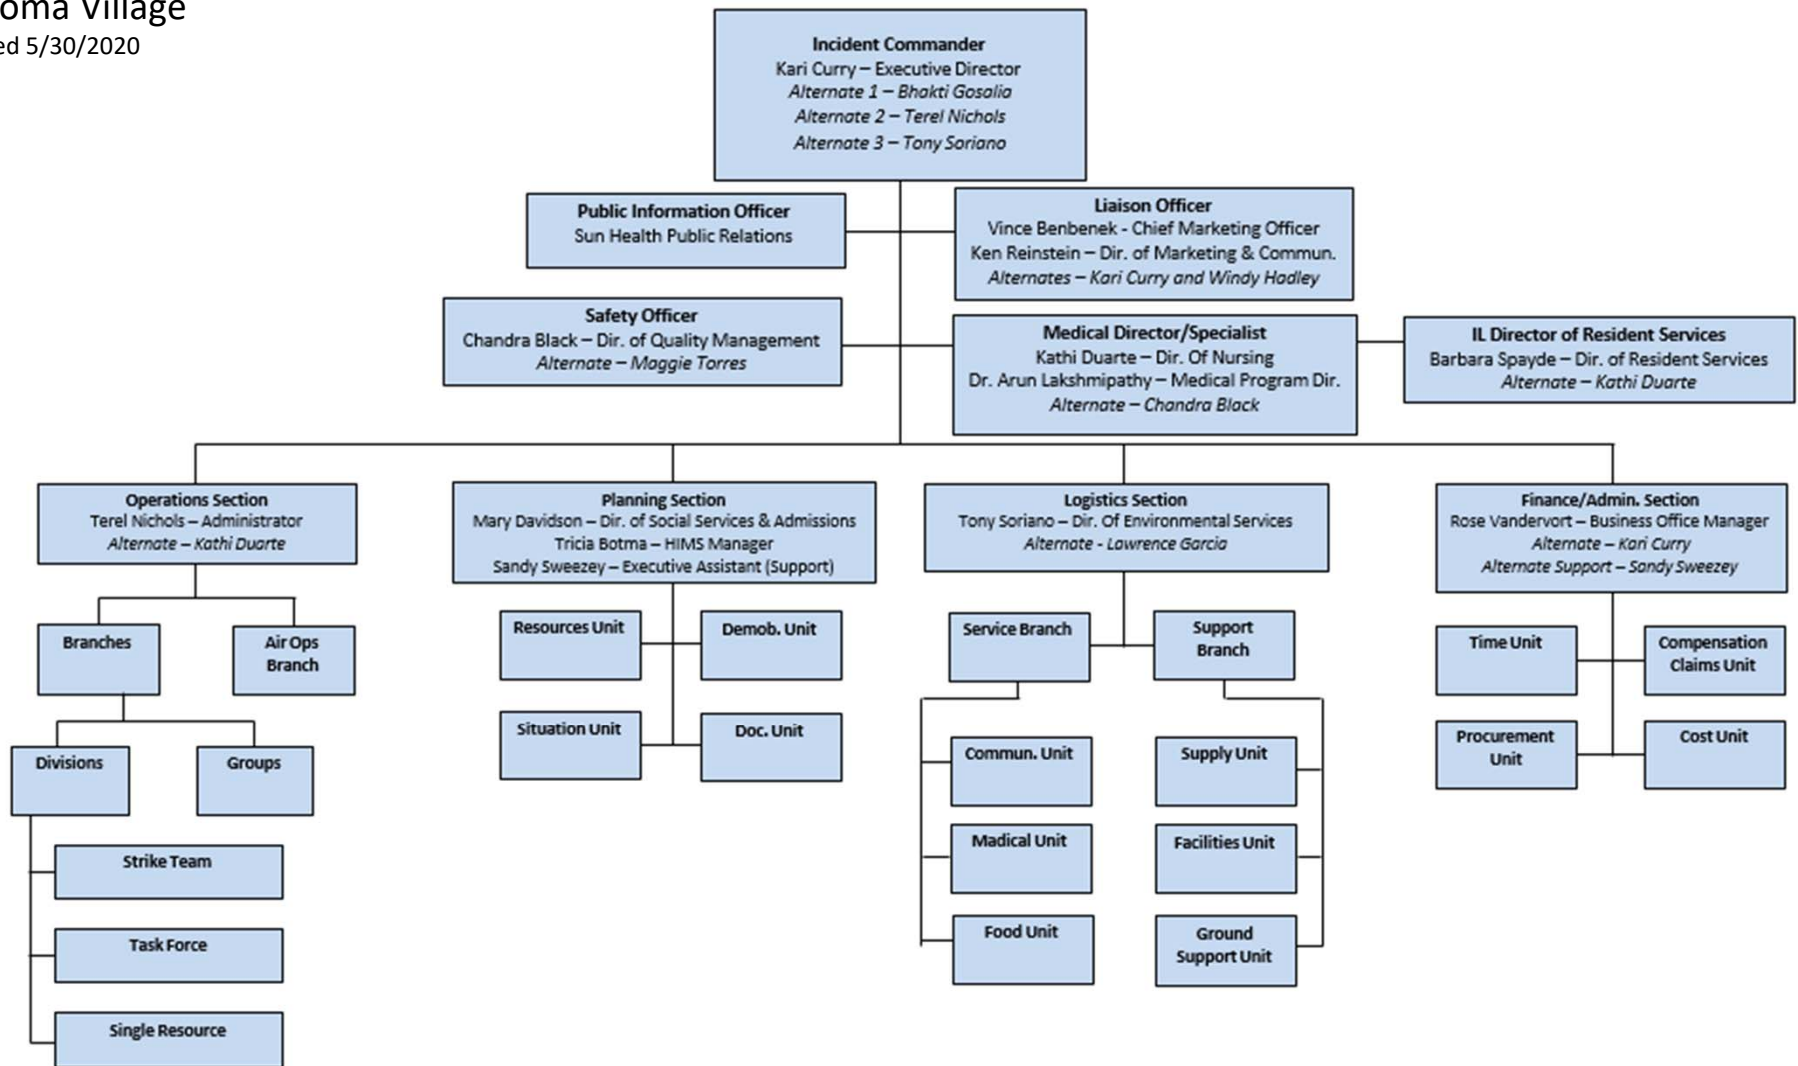 oma Village
ed 5/30/2020
Incident Commander
Kari Curry – Executive Director
Alternate 1 – Bhakti Gosalia
Alternate 2 – Terel Nichols
Alternate 3 – Tony Soriano
Public Information Officer
Sun Health Public Relations
Liaison Officer
Vince Benbenek - Chief Marketing Officer
Ken Reinstein – Dir. of Marketing & Commun.
Alternates – Kari Curry and Windy Hadley
Safety Officer
Chandra Black – Dir. of Quality Management
Alternate – Maggie Torres
Medical Director/Specialist
Kathi Duarte – Dir. Of Nursing
Dr. Arun Lakshmipathy – Medical Program Dir.
Alternate – Chandra Black
IL Director of Resident Services
Barbara Spayde – Dir. of Resident Services
Alternate – Kathi Duarte
Operations Section
Terel Nichols – Administrator
Alternate – Kathi Duarte
Planning Section
Mary Davidson – Dir. of Social Services & Admissions
Tricia Botma – HIMS Manager
Sandy Sweezey – Executive Assistant (Support)
Logistics Section
Tony Soriano – Dir. Of Environmental Services
Alternate - Lawrence Garcia
Finance/Admin. Section
Rose Vandervort – Business Office Manager
Alternate – Kari Curry
Alternate Support – Sandy Sweezey
Branches
Air Ops
Branch
Divisions
Groups
Strike Team
Task Force
Single Resource
Resources Unit
Demob. Unit
Situation Unit
Doc. Unit
Service Branch
Support
Branch
Commun. Unit
Supply Unit
Madical Unit
Facilities Unit
Food Unit
Ground
Support Unit
Time Unit
Compensation
Claims Unit
Procurement
Unit
Cost Unit